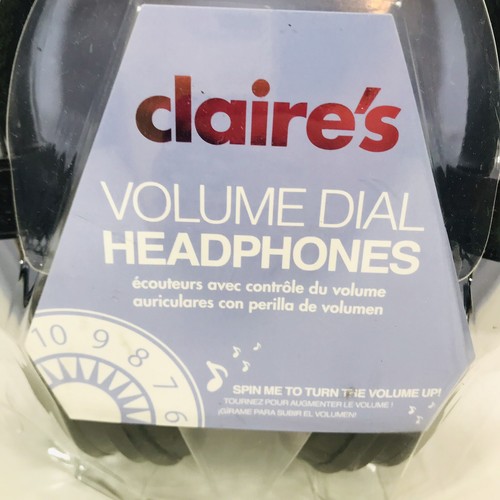 claire's
VOLUME DIAL
HEADPHONES
écouteurs avec contrôle du volume
auriculares con perilla de volumen
10 9 8 7 6
SPIN ME TO TURN THE VOLUME UP!
TOURNEZ POUR AUGMENTER LE VOLUME !
¡GÍRAME PARA SUBIR EL VOLUMEN!